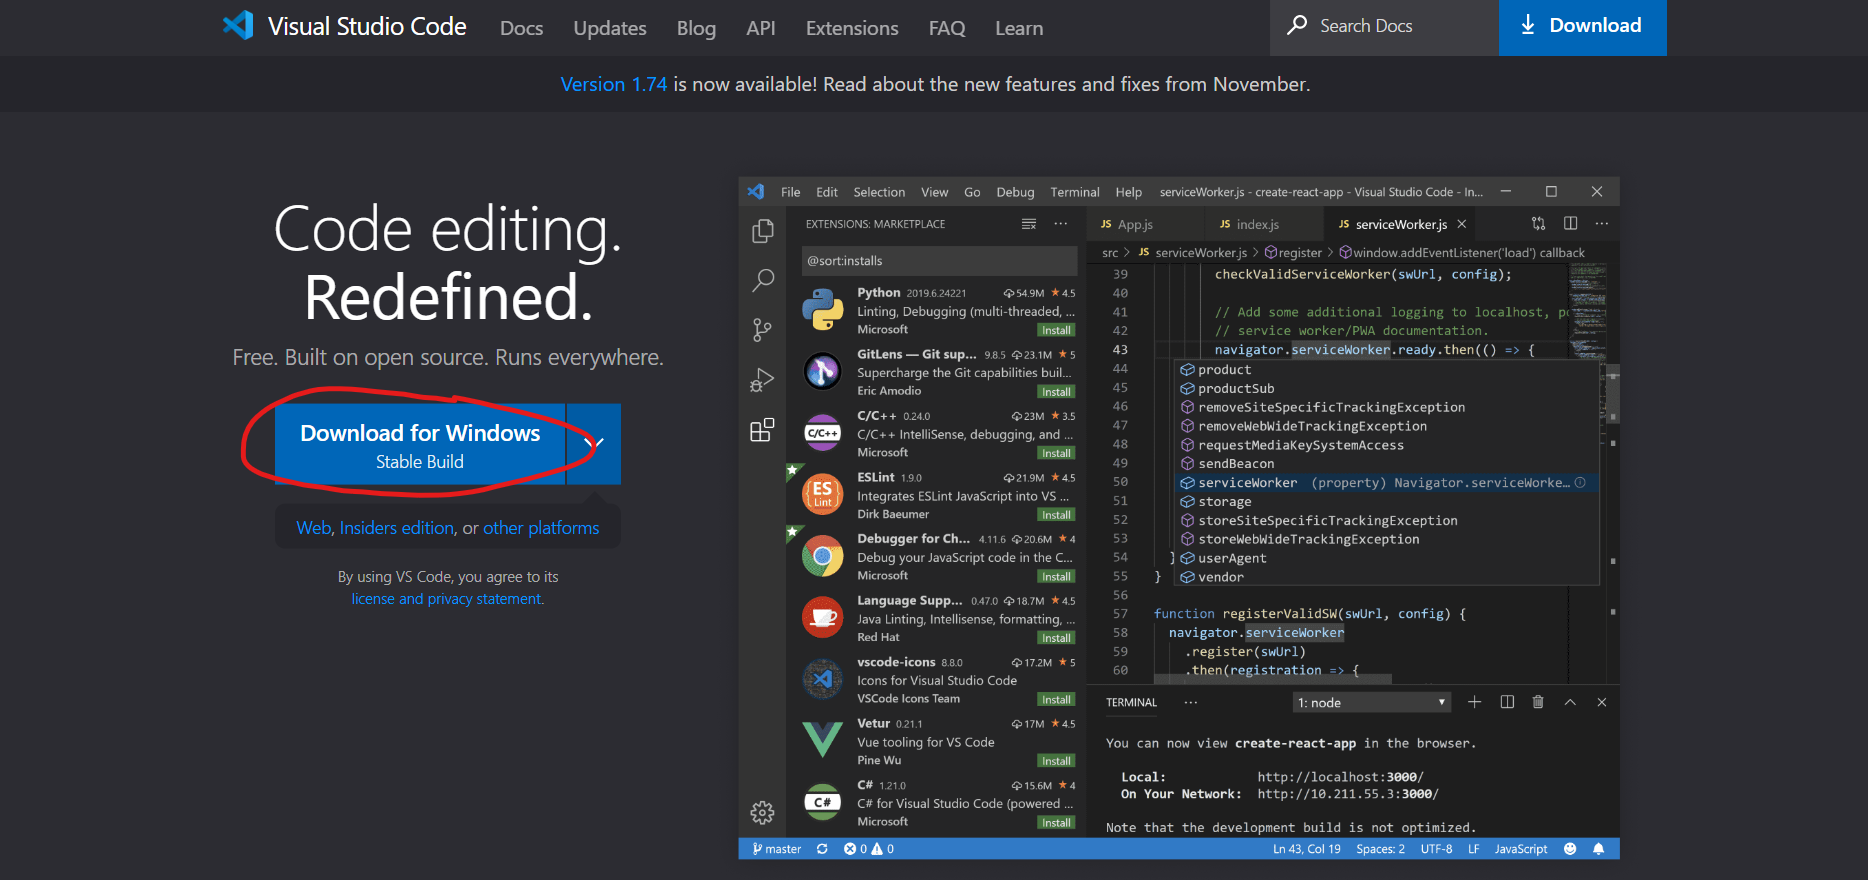 Visual Studio Code Docs Updates Blog API Extensions FAQ Learn Search Docs Download
Version 1.74 is now available! Read about the new features and fixes from November.
Code editing.
Redefined.
Free. Built on open source. Runs everywhere.
Download for Windows
Stable Build
Web, Insiders edition, or other platforms
By using VS Code, you agree to its
license and privacy statement.
File Edit Selection View Go Debug Terminal Help serviceWorker.js - create-react-app - Visual Studio Code - In...
EXTENSIONS: MARKETPLACE
@sort:installs
Python 2019.6.24221 54.9M 4.5
Linting, Debugging (multi-threaded, ...
Microsoft Install
GitLens — Git sup... 9.8.5 23.1M 5
Supercharge the Git capabilities buil...
Eric Amodio Install
C/C++ 0.24.0 23M 3.5
C/C++
C/C++ IntelliSense, debugging, and ...
Microsoft Install
ESLint 1.9.0 21.9M 4.5
ES
Lint
Integrates ESLint JavaScript into VS ...
Dirk Baeumer Install
Debugger for Ch... 4.11.6 20.6M 4
Debug your JavaScript code in the C...
Microsoft Install
Language Supp... 0.47.0 18.7M 4.5
Java Linting, Intellisense, formatting, ...
Red Hat Install
vscode-icons 8.8.0 17.2M 5
Icons for Visual Studio Code
VSCode Icons Team Install
Vetur 0.21.1 17M 4.5
Vue tooling for VS Code
Pine Wu Install
C# 1.21.0 15.6M 4
C#
C# for Visual Studio Code (powered ...
Microsoft Install
JS App.js JS index.js JS serviceWorker.js
src > JS serviceWorker.js > register > window.addEventListener('load') callback
39 checkValidServiceWorker(swUrl, config);
40
41 // Add some additional logging to localhost, po
42 // service worker/PWA documentation.
43 navigator.serviceWorker.ready.then(() => {
44 product
45 productSub
46 removeSiteSpecificTrackingException
47 removeWebWideTrackingException
48 requestMediaKeySystemAccess
49 sendBeacon
50 serviceWorker (property) Navigator.serviceWorke...
51 storage
52 storeSiteSpecificTrackingException
53 storeWebWideTrackingException
54 } userAgent
55 } vendor
56
57 function registerValidSW(swUrl, config) {
58 navigator.serviceWorker
59 .register(swUrl)
60 .then(registration => {
TERMINAL ... 1: node
You can now view create-react-app in the browser.
Local: http://localhost:3000/
On Your Network: http://10.211.55.3:3000/
Note that the development build is not optimized.
master 0 0 Ln 43, Col 19 Spaces: 2 UTF-8 LF JavaScript